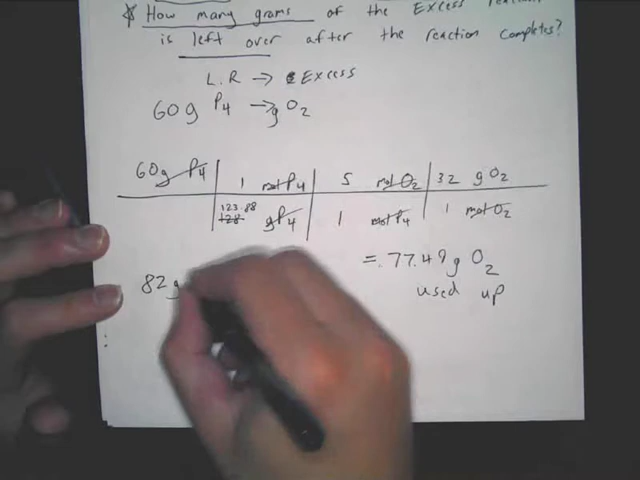 * How many grams of the Excess
is left over after the reaction completes?
L.R → Excess
60g P4 → g O2
60g P4 | 1 mol P4 | 5 mol O2 | 32 g O2
123.88
128 g P4 | 1 mol P4 | 1 mol O2
= 77.49g O2
used up
82g